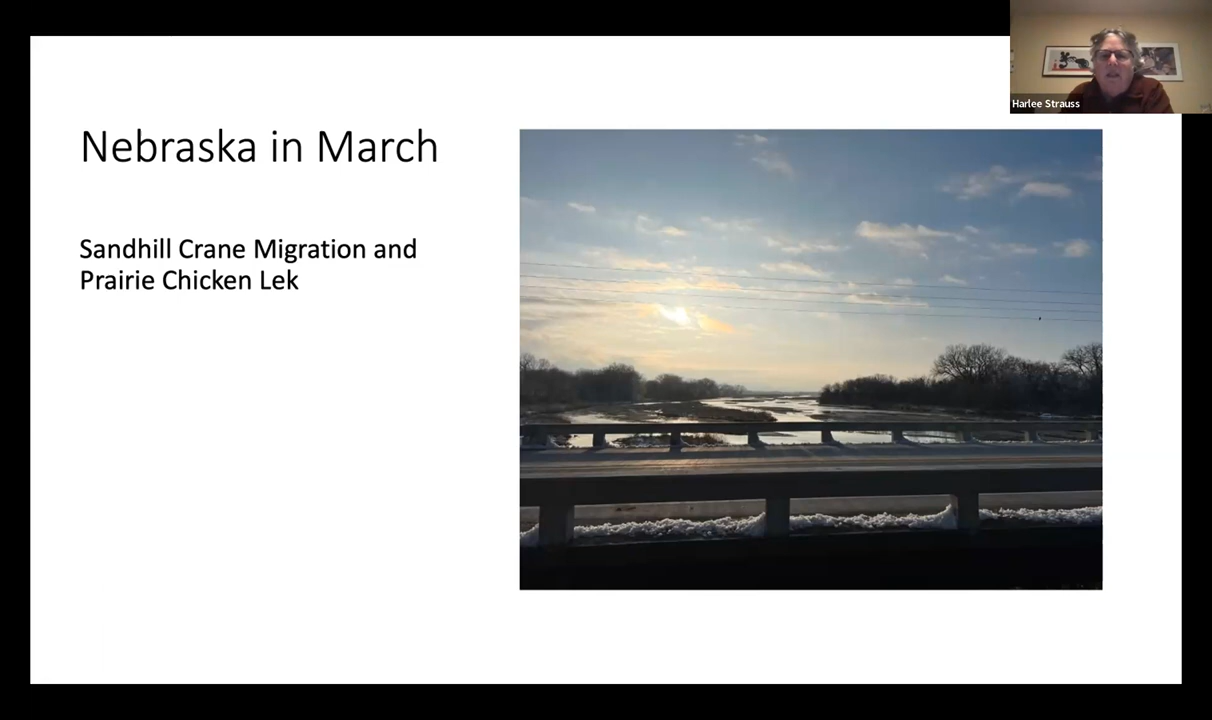 Nebraska in March
Sandhill Crane Migration and
Prairie Chicken Lek
Harlee Strauss